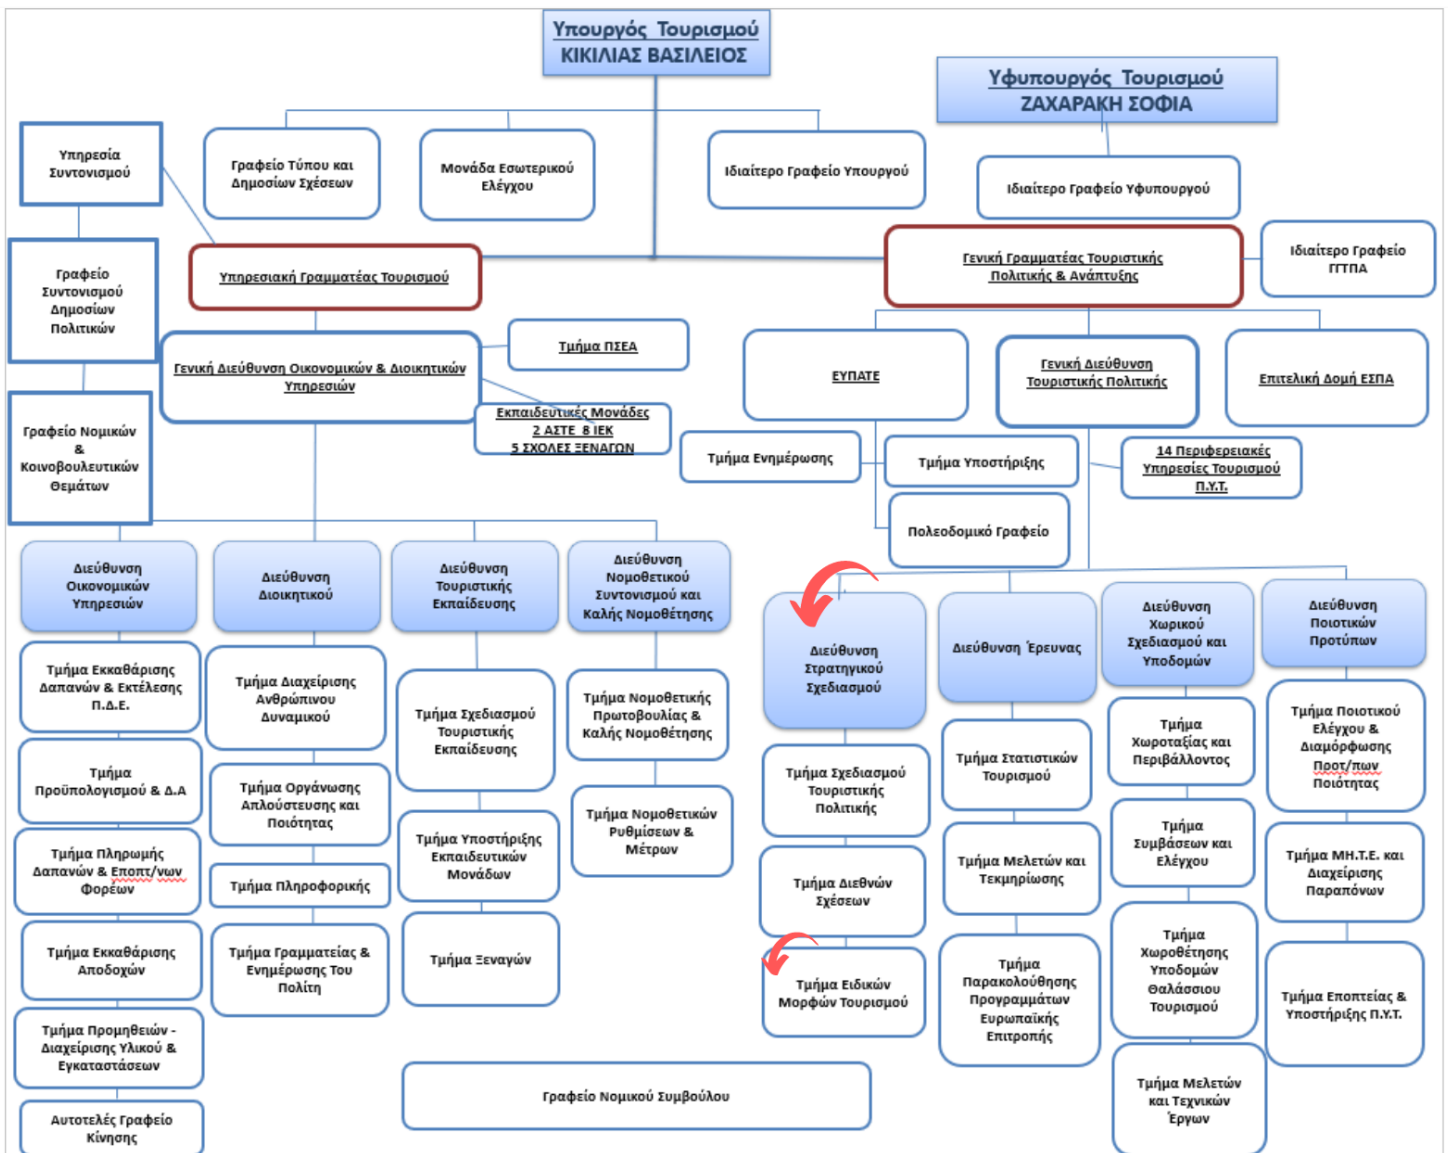 Υπουργός Τουρισμού
ΚΙΚΙΛΙΑΣ ΒΑΣΙΛΕΙΟΣ
Υφυπουργός Τουρισμού
ΖΑΧΑΡΑΚΗ ΣΟΦΙΑ
Υπηρεσία
Συντονισμού
Γραφείο Τύπου και
Δημοσίων Σχέσεων
Μονάδα Εσωτερικού
Ελέγχου
Ιδιαίτερο Γραφείο Υπουργού
Ιδιαίτερο Γραφείο Υφυπουργού
Γραφείο
Συντονισμού
Δημοσίων
Πολιτικών
Υπηρεσιακή Γραμματέας Τουρισμού
Γενική Γραμματέας Τουριστικής
Πολιτικής & Ανάπτυξης
Ιδιαίτερο Γραφείο
ΓΓΤΠΑ
Γενική Διεύθυνση Οικονομικών & Διοικητικών
Υπηρεσιών
Τμήμα ΠΣΕΑ
Εκπαιδευτικές Μονάδες
2 ΑΣΤΕ 8 ΙΕΚ
5 ΣΧΟΛΕΣ ΞΕΝΑΓΩΝ
ΕΥΠΑΤΕ
Γενική Διεύθυνση
Τουριστικής Πολιτικής
Επιτελική Δομή ΕΣΠΑ
Γραφείο Νομικών
&
Κοινοβουλευτικών
Θεμάτων
Τμήμα Ενημέρωσης
Τμήμα Υποστήριξης
14 Περιφερειακές
Υπηρεσίες Τουρισμού
Π.Υ.Τ.
Πολεοδομικό Γραφείο
Διεύθυνση
Οικονομικών
Υπηρεσιών
Διεύθυνση
Διοικητικού
Διεύθυνση
Τουριστικής
Εκπαίδευσης
Διεύθυνση
Νομοθετικού
Συντονισμού και
Καλής Νομοθέτησης
Διεύθυνση
Στρατηγικού
Σχεδιασμού
Διεύθυνση Έρευνας
Διεύθυνση
Χωρικού
Σχεδιασμού και
Υποδομών
Διεύθυνση
Ποιοτικών
Προτύπων
Τμήμα Εκκαθάρισης
Δαπανών & Εκτέλεσης
Π.Δ.Ε.
Τμήμα
Προϋπολογισμού & Δ.Α
Τμήμα Πληρωμής
Δαπανών & Εποπτ/νων
Φορέων
Τμήμα Εκκαθάρισης
Αποδοχών
Τμήμα Προμηθειών -
Διαχείρισης Υλικού &
Εγκαταστάσεων
Αυτοτελές Γραφείο
Κίνησης
Τμήμα Διαχείρισης
Ανθρώπινου
Δυναμικού
Τμήμα Οργάνωσης
Απλούστευσης και
Ποιότητας
Τμήμα Πληροφορικής
Τμήμα Γραμματείας &
Ενημέρωσης Του
Πολίτη
Τμήμα Σχεδιασμού
Τουριστικής
Εκπαίδευσης
Τμήμα Υποστήριξης
Εκπαιδευτικών
Μονάδων
Τμήμα Ξεναγών
Τμήμα Νομοθετικής
Πρωτοβουλίας &
Καλής Νομοθέτησης
Τμήμα Νομοθετικών
Ρυθμίσεων &
Μέτρων
Τμήμα Σχεδιασμού
Τουριστικής
Πολιτικής
Τμήμα Διεθνών
Σχέσεων
Τμήμα Ειδικών
Μορφών Τουρισμού
Τμήμα Στατιστικών
Τουρισμού
Τμήμα Μελετών και
Τεκμηρίωσης
Τμήμα
Παρακολούθησης
Προγραμμάτων
Ευρωπαϊκής
Επιτροπής
Τμήμα
Χωροταξίας και
Περιβάλλοντος
Τμήμα
Συμβάσεων και
Ελέγχου
Τμήμα
Χωροθέτησης
Υποδομών
Θαλάσσιου
Τουρισμού
Τμήμα Μελετών
και Τεχνικών
Έργων
Τμήμα Ποιοτικού
Ελέγχου &
Διαμόρφωσης
Προτ/πων
Ποιότητας
Τμήμα ΜΗ.Τ.Ε. και
Διαχείρισης
Παραπόνων
Τμήμα Εποπτείας &
Υποστήριξης Π.Υ.Τ.
Γραφείο Νομικού Συμβούλου